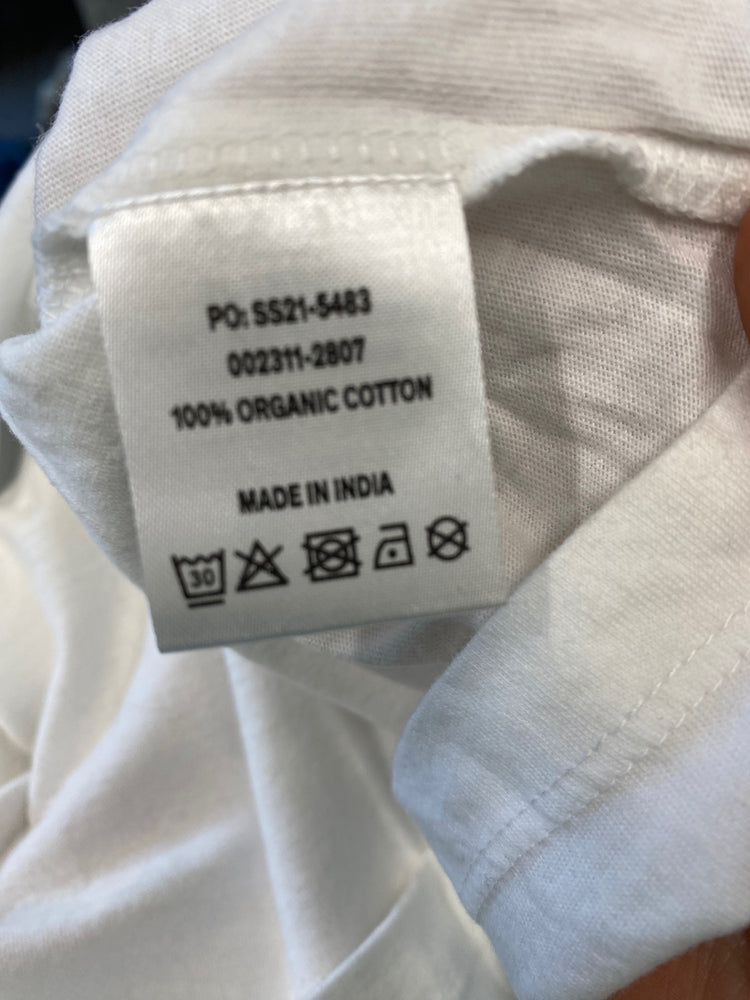 PO: SS21-5483
002311-2807
100% ORGANIC COTTON
MADE IN INDIA
30